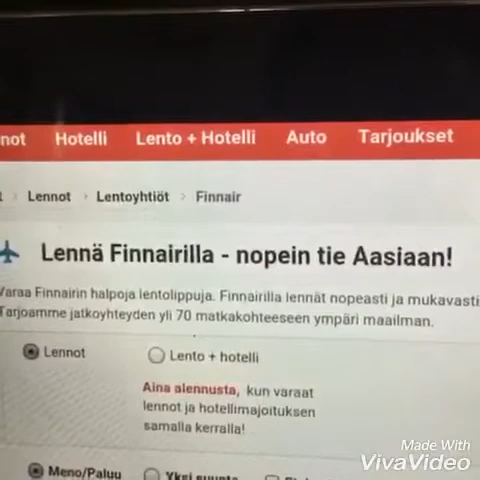 Hotelli Lento + Hotelli Auto Tarjoukset
Lennot > Lentoyhtiöt > Finnair
Lennä Finnairilla - nopein tie Aasiaan!
Varaa Finnairin halpoja lentolippuja. Finnairilla lennät nopeasti ja mukavasti
Tarjoamme jatkoyhteyden yli 70 matkakohteeseen ympäri maailman.
Lennot Lento + hotelli
Aina alennusta, kun varaat
lennot ja hotellimajoituksen
samalla kerralla!
Meno/Paluu Yksi suunta
Made With
VivaVideo